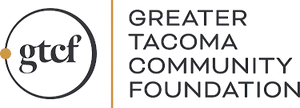 gtcf
GREATER
TACOMA
COMMUNITY
FOUNDATION